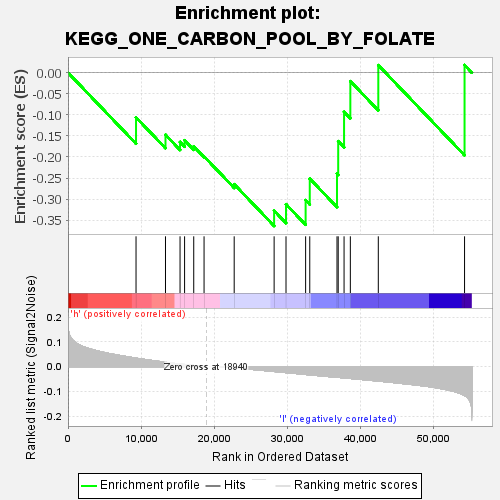 Enrichment plot:
KEGG_ONE_CARBON_POOL_BY_FOLATE
Enrichment score (ES)
0.00
-0.05
-0.10
-0.15
-0.20
-0.25
-0.30
-0.35
'h' (positively correlated)
Zero cross at 18940
'l' (negatively correlated)
Ranked list metric (Signal2Noise)
0.2
0.1
0.0
-0.1
-0.2
0
10,000
20,000
30,000
40,000
50,000
Rank in Ordered Dataset
Enrichment profile
Hits
Ranking metric scores